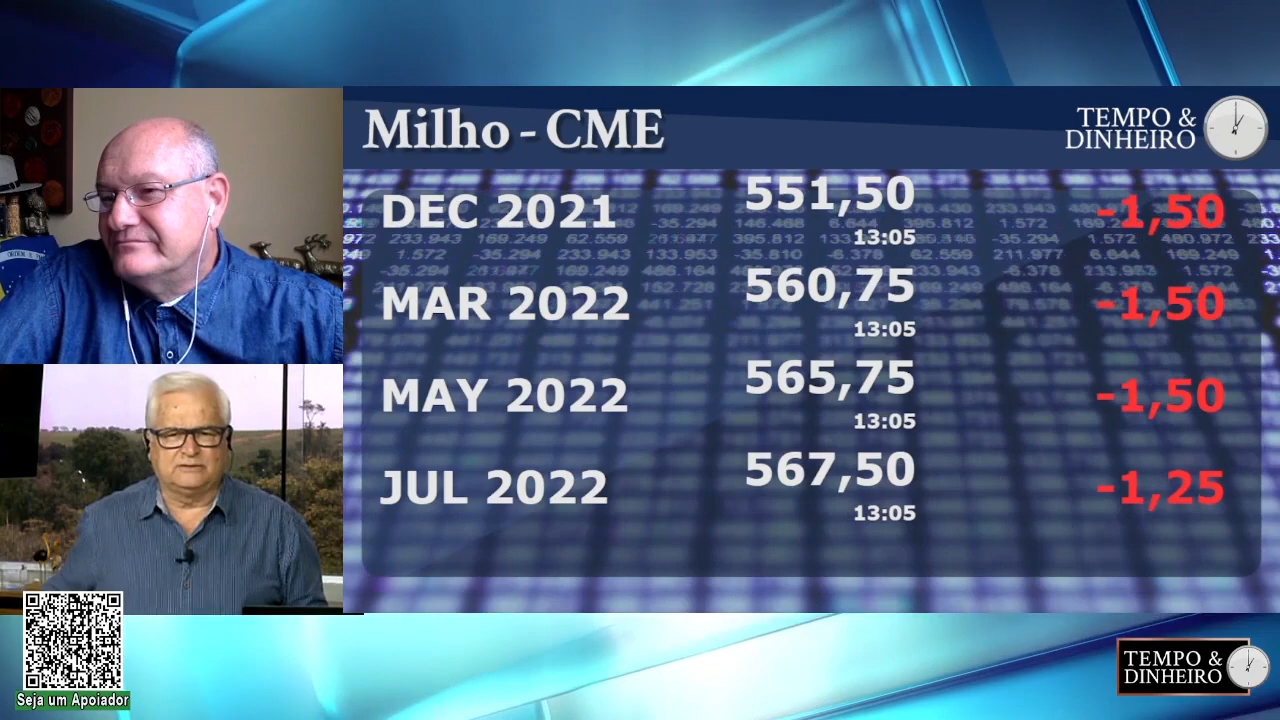 Milho - CME
TEMPO &
DINHEIRO
DEC 2021
551,50
13:05
-1,50
MAR 2022
560,75
13:05
-1,50
MAY 2022
565,75
13:05
-1,50
JUL 2022
567,50
13:05
-1,25
Seja um Apoiador
TEMPO &
DINHEIRO